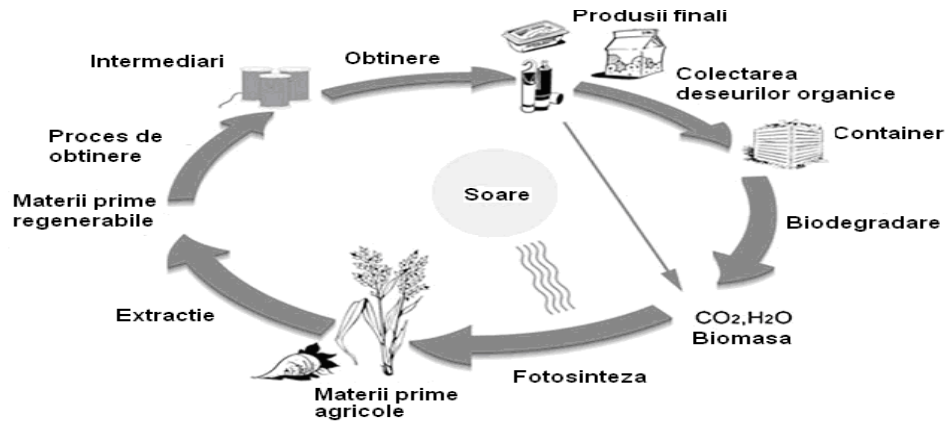 Produsii finali
Intermediari
Obtinere
Colectarea
deseurilor organice
Proces de
obtinere
Container
Materii prime
regenerabile
Soare
Biodegradare
Extractie
CO2,H2O
Biomasa
Fotosinteza
Materii prime
agricole